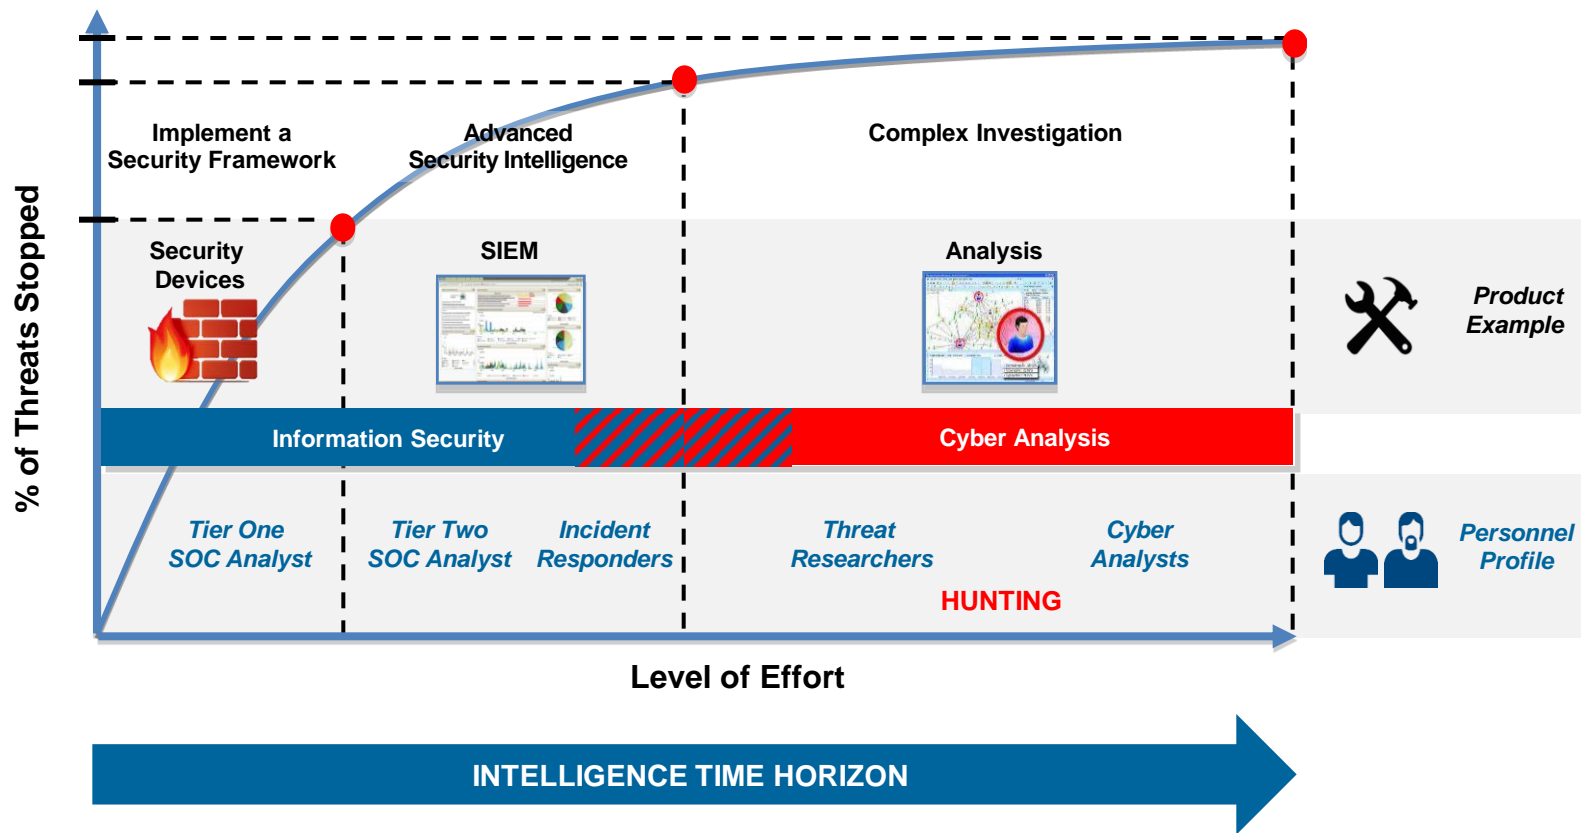 Implement a
Security Framework
Advanced
Security Intelligence
Complex Investigation
% of Threats Stopped
Security
Devices
SIEM
Analysis
Product
Example
Information Security
Cyber Analysis
Tier One
SOC Analyst
Tier Two
SOC Analyst
Incident
Responders
Threat
Researchers
Cyber
Analysts
Personnel
Profile
HUNTING
Level of Effort
INTELLIGENCE TIME HORIZON